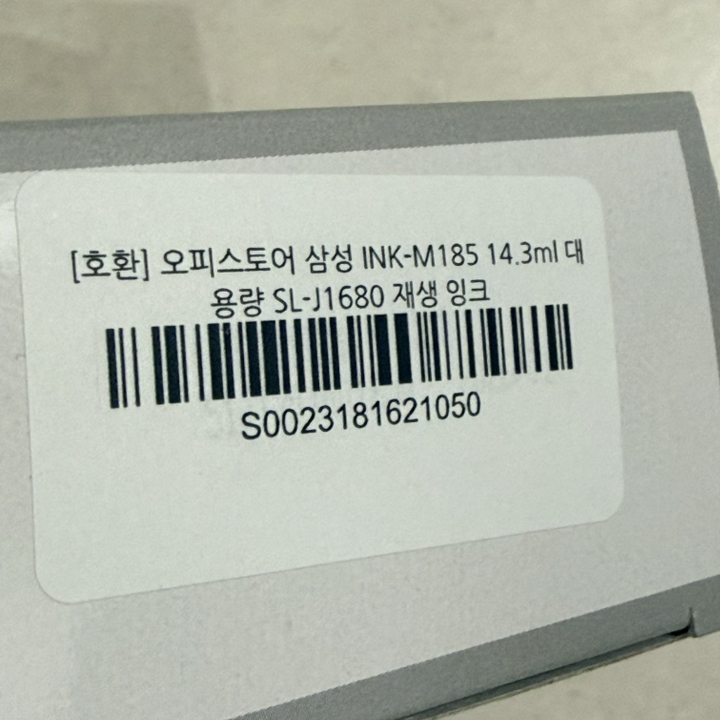 [호환] 오피스토어 삼성 INK-M185 14.3ml 대
용량 SL-J1680 재생 잉크
S0023181621050